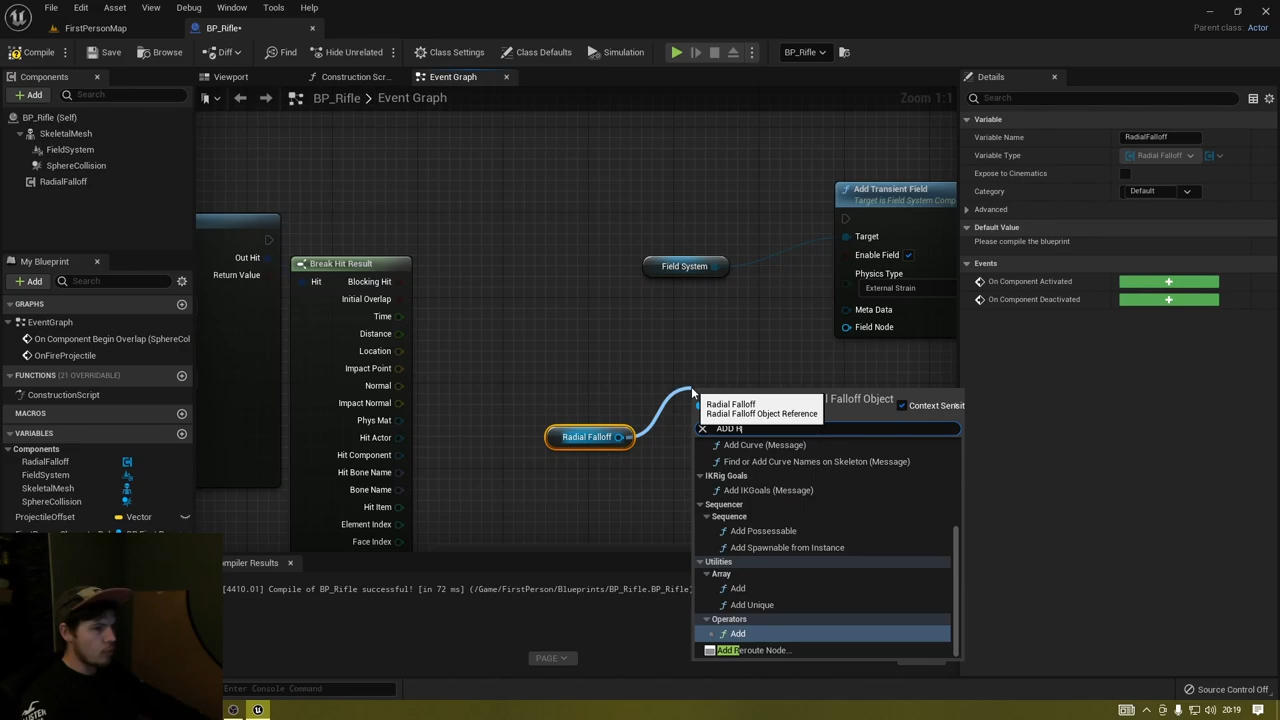 File Edit Asset View Debug Window Tools Help
FirstPersonMap
BP_Rifle*
Parent class: Actor
Compile Save Browse Diff Find Hide Unrelated Class Settings Class Defaults Simulation BP_Rifle
Components
Add Search
BP_Rifle (Self)
SkeletalMesh
FieldSystem
SphereCollision
RadialFalloff
My Blueprint
Add Search
GRAPHS
EventGraph
On Component Begin Overlap (SphereCol
OnFireProjectile
FUNCTIONS (21 OVERRIDABLE)
ConstructionScript
MACROS
VARIABLES
Components
RadialFalloff
FieldSystem
SkeletalMesh
SphereCollision
ProjectileOffset Vector
Viewport Construction Scr... Event Graph
BP_Rifle > Event Graph Zoom 1:1
Out Hit
Return Value
Break Hit Result
Hit Blocking Hit
Initial Overlap
Time
Distance
Location
Impact Point
Normal
Impact Normal
Phys Mat
Hit Actor
Hit Component
Hit Bone Name
Bone Name
Hit Item
Element Index
Face Index
Field System
Add Transient Field
Target is Field System Comp
Target
Enable Field
Physics Type
External Strain
Meta Data
Field Node
Radial Falloff
Radial Falloff
Radial Falloff Object Reference
l Falloff Object Context Sensit
ADD R
Add Curve (Message)
Find or Add Curve Names on Skeleton (Message)
IKRig Goals
Add IKGoals (Message)
Sequencer
Sequence
Add Possessable
Add Spawnable from Instance
Utilities
Array
Add
Add Unique
Operators
Add
Add Reroute Node...
ompiler Results
[4410.01] Compile of BP_Rifle successful! [in 72 ms] (/Game/FirstPerson/Blueprints/BP_Rifle.BP_Rifle)
PAGE
Enter Console Command
Details
Search
Variable
Variable Name RadialFalloff
Variable Type Radial Falloff
Expose to Cinematics
Category Default
Advanced
Default Value
Please compile the blueprint
Events
On Component Activated
On Component Deactivated
Source Control Off
20:19